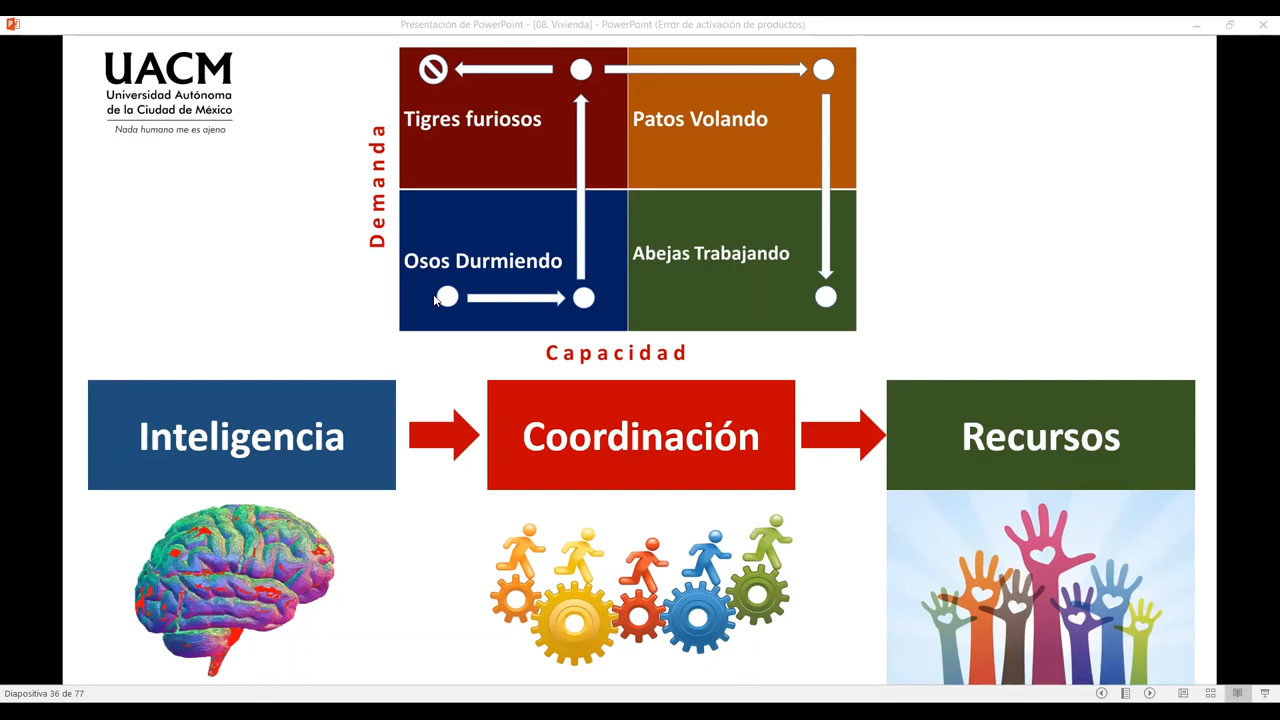 Presentación de PowerPoint - [08. Vivienda] - PowerPoint (Error de activación de productos)
UACM
Universidad Autónoma
de la Ciudad de México
Nada humano me es ajeno
Demanda
Tigres furiosos
Patos Volando
Osos Durmiendo
Abejas Trabajando
Capacidad
Inteligencia
Coordinación
Recursos
Diapositiva 36 de 77